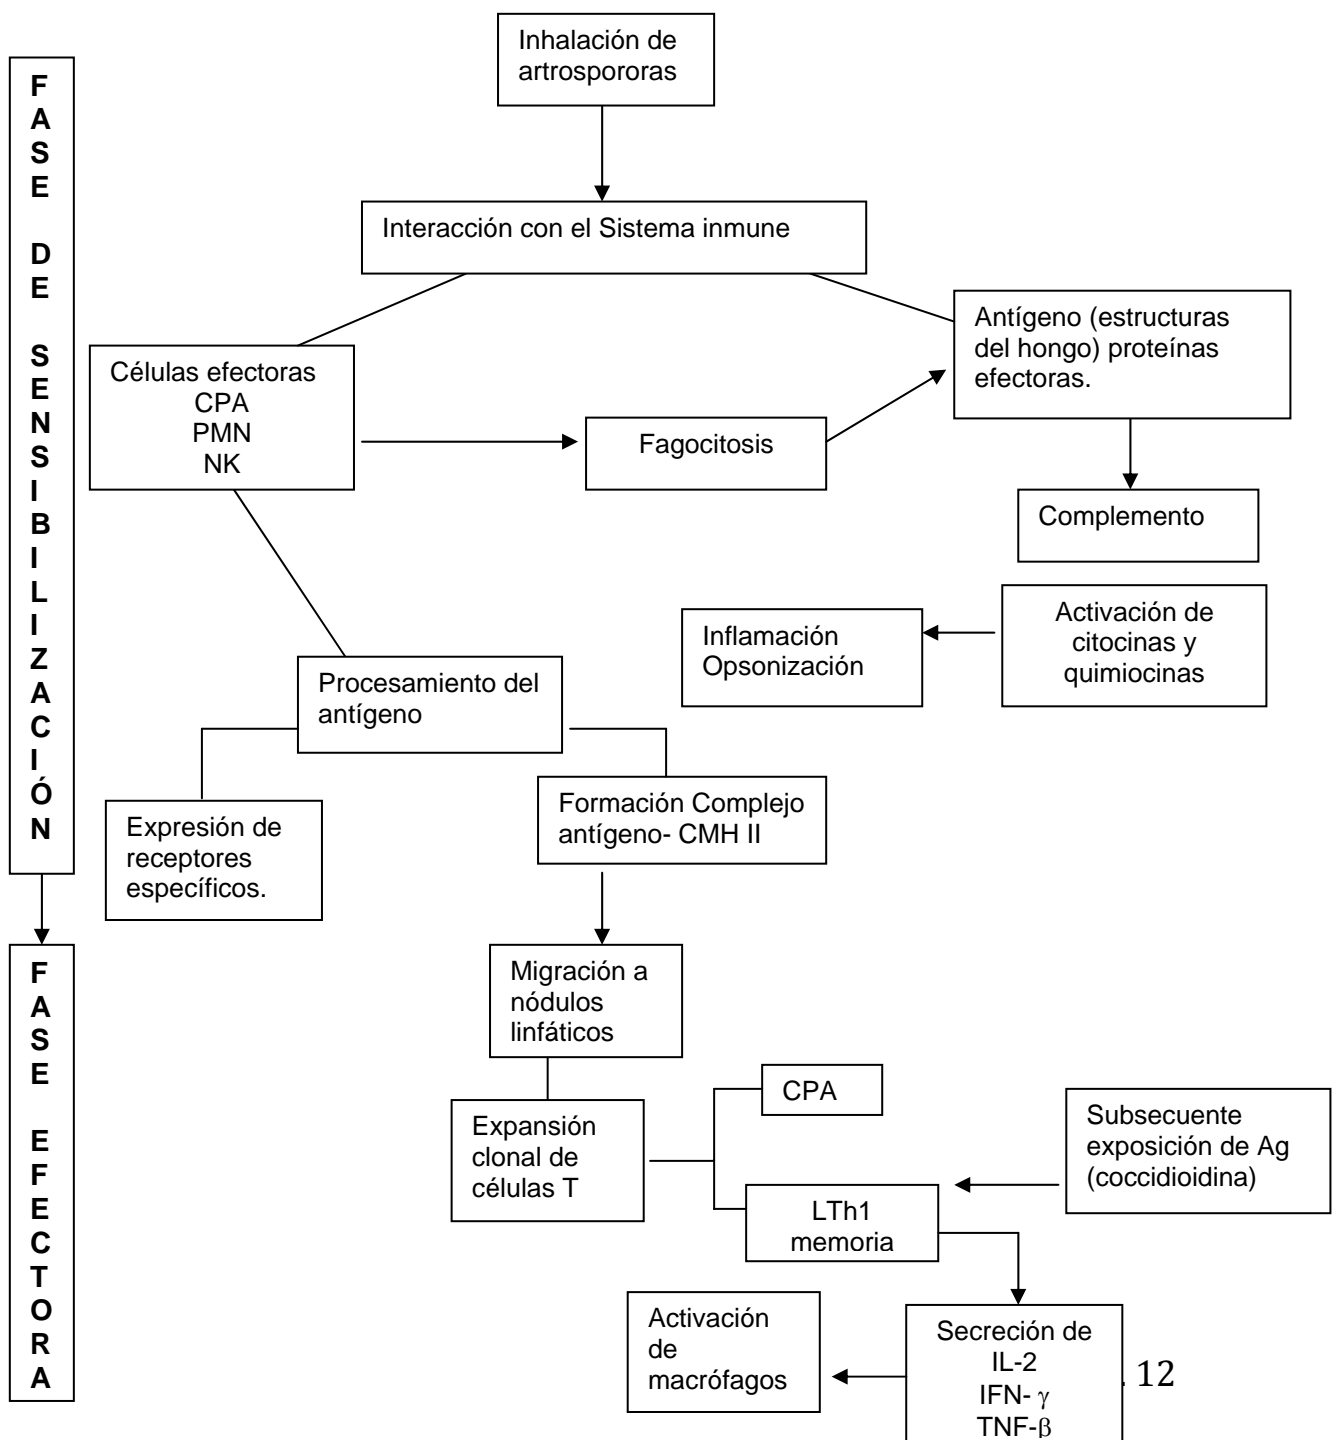 Inhalación de
artrospororas
FASE DE SENSIBILIZACIÓN
Interacción con el Sistema inmune
Antígeno (estructuras
del hongo) proteínas
efectoras.
Células efectoras
CPA
PMN
NK
Fagocitosis
Complemento
Activación de
citocinas y
quimiocinas
Inflamación
Opsonización
Procesamiento del
antígeno
Formación Complejo
antígeno- CMH II
Expresión de
receptores
específicos.
FASE EFECTORA
Migración a
nódulos
linfáticos
CPA
Expansión
clonal de
células T
Subsecuente
exposición de Ag
(coccidioidina)
LTh1
memoria
Activación
de
macrófagos
Secreción de
IL-2
IFN- γ
TNF-β
. 12